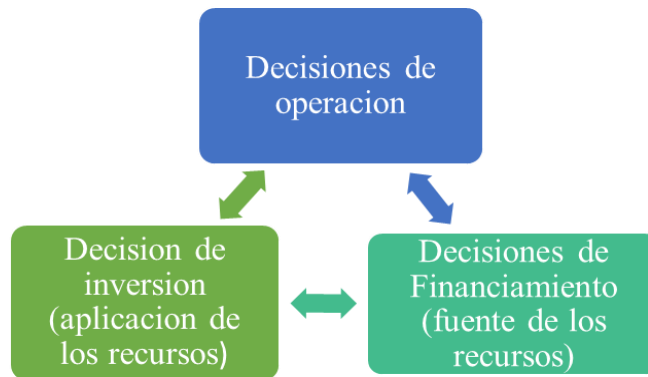 Decisiones de
operacion
Decision de
inversion
(aplicacion de
los recursos)
Decisiones de
Financiamiento
(fuente de los
recursos)